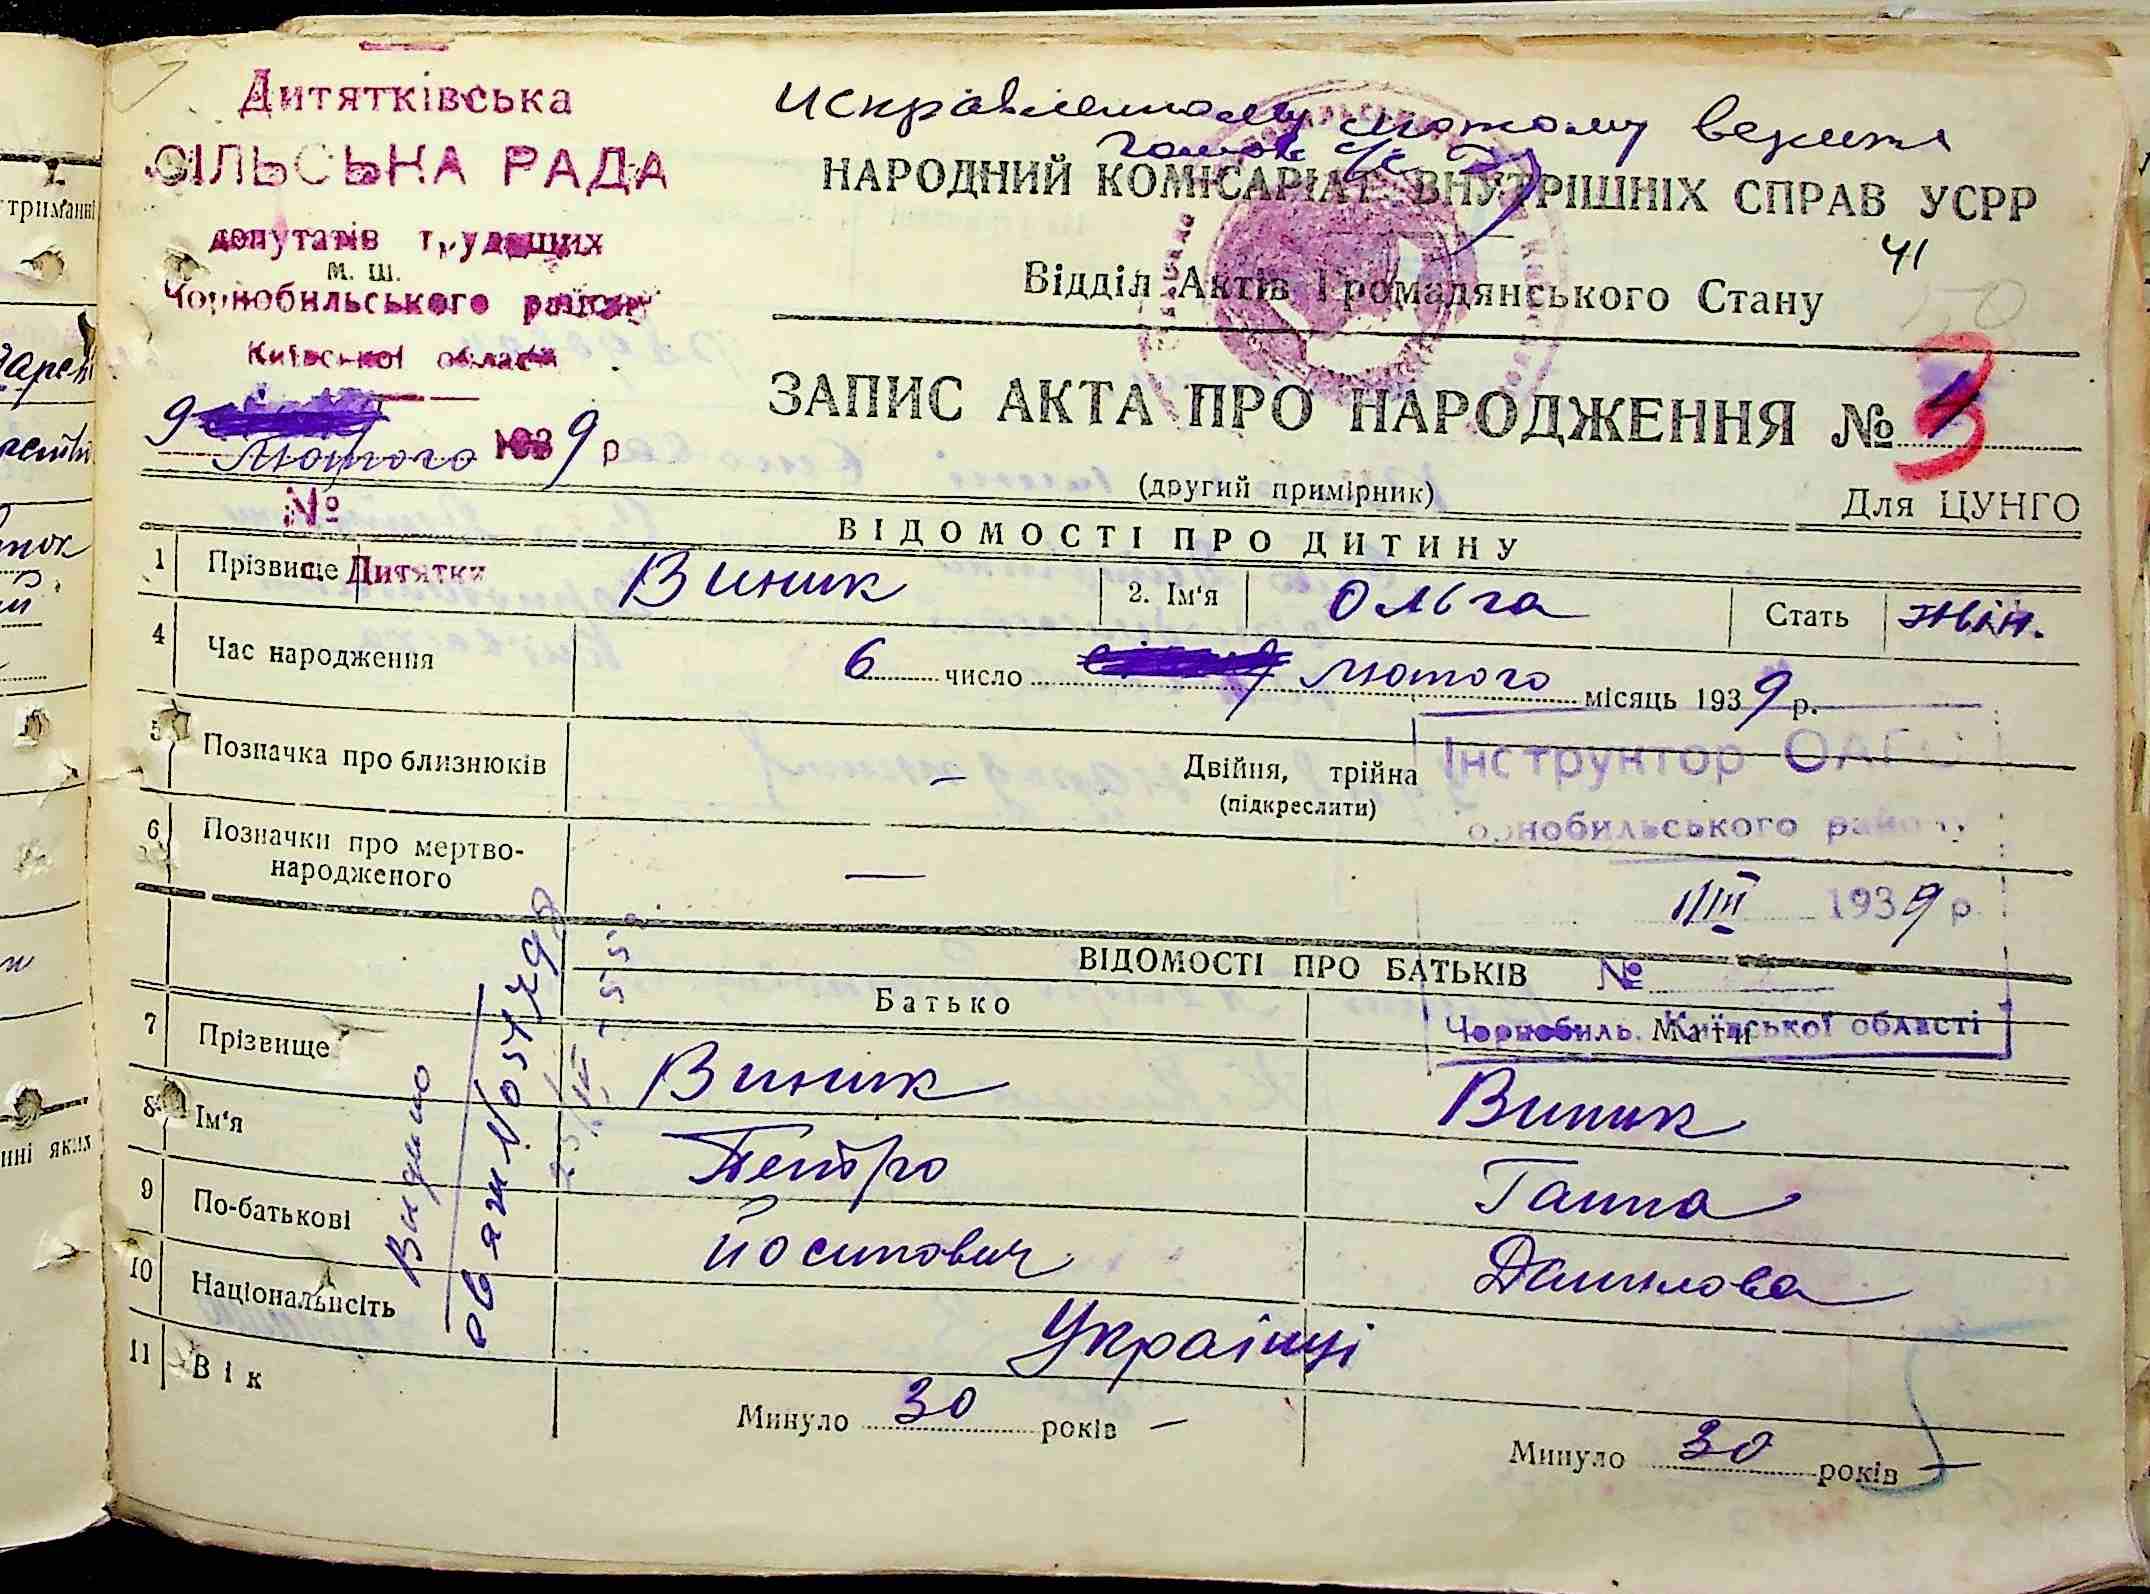 Дитятківська
СІЛЬСЬКА РАДА
депутатів трудящих
м. ш.
Чорнобильського району
Київської області
9 Лютого 1939 р
№
с. Дитятки
Исправленному
НАРОДНИЙ КОМІСАРІАТ ВНУТРІШНІХ СПРАВ УСРР
41
Відділ Актів Громадянського Стану
50
ЗАПИС АКТА ПРО НАРОДЖЕННЯ № 3
(другий примірник)
Для ЦУНГО
ВІДОМОСТІ ПРО ДИТИНУ
1 Прізвище Виник 2. Ім'я Ольга Стать жін.
4 Час народження 6 число Лютого місяць 1939 р.
5 Позначка про близнюків — Двійня, трійна
(підкреслити)
Інструктор ОАГС
Чорнобильського району
6 Позначки про мертво-
народженого —
1/III 1939 р.
№
Чорнобиль, Київської області
ВІДОМОСТІ ПРО БАТЬКІВ
Батько Мати
7 Прізвище Виник Виник
8 Ім'я Петро Ганна
9 По-батькові Йосипович Данилова
10 Національність Українці
11 Вік Минуло 30 років — Минуло 30 років —
Видано